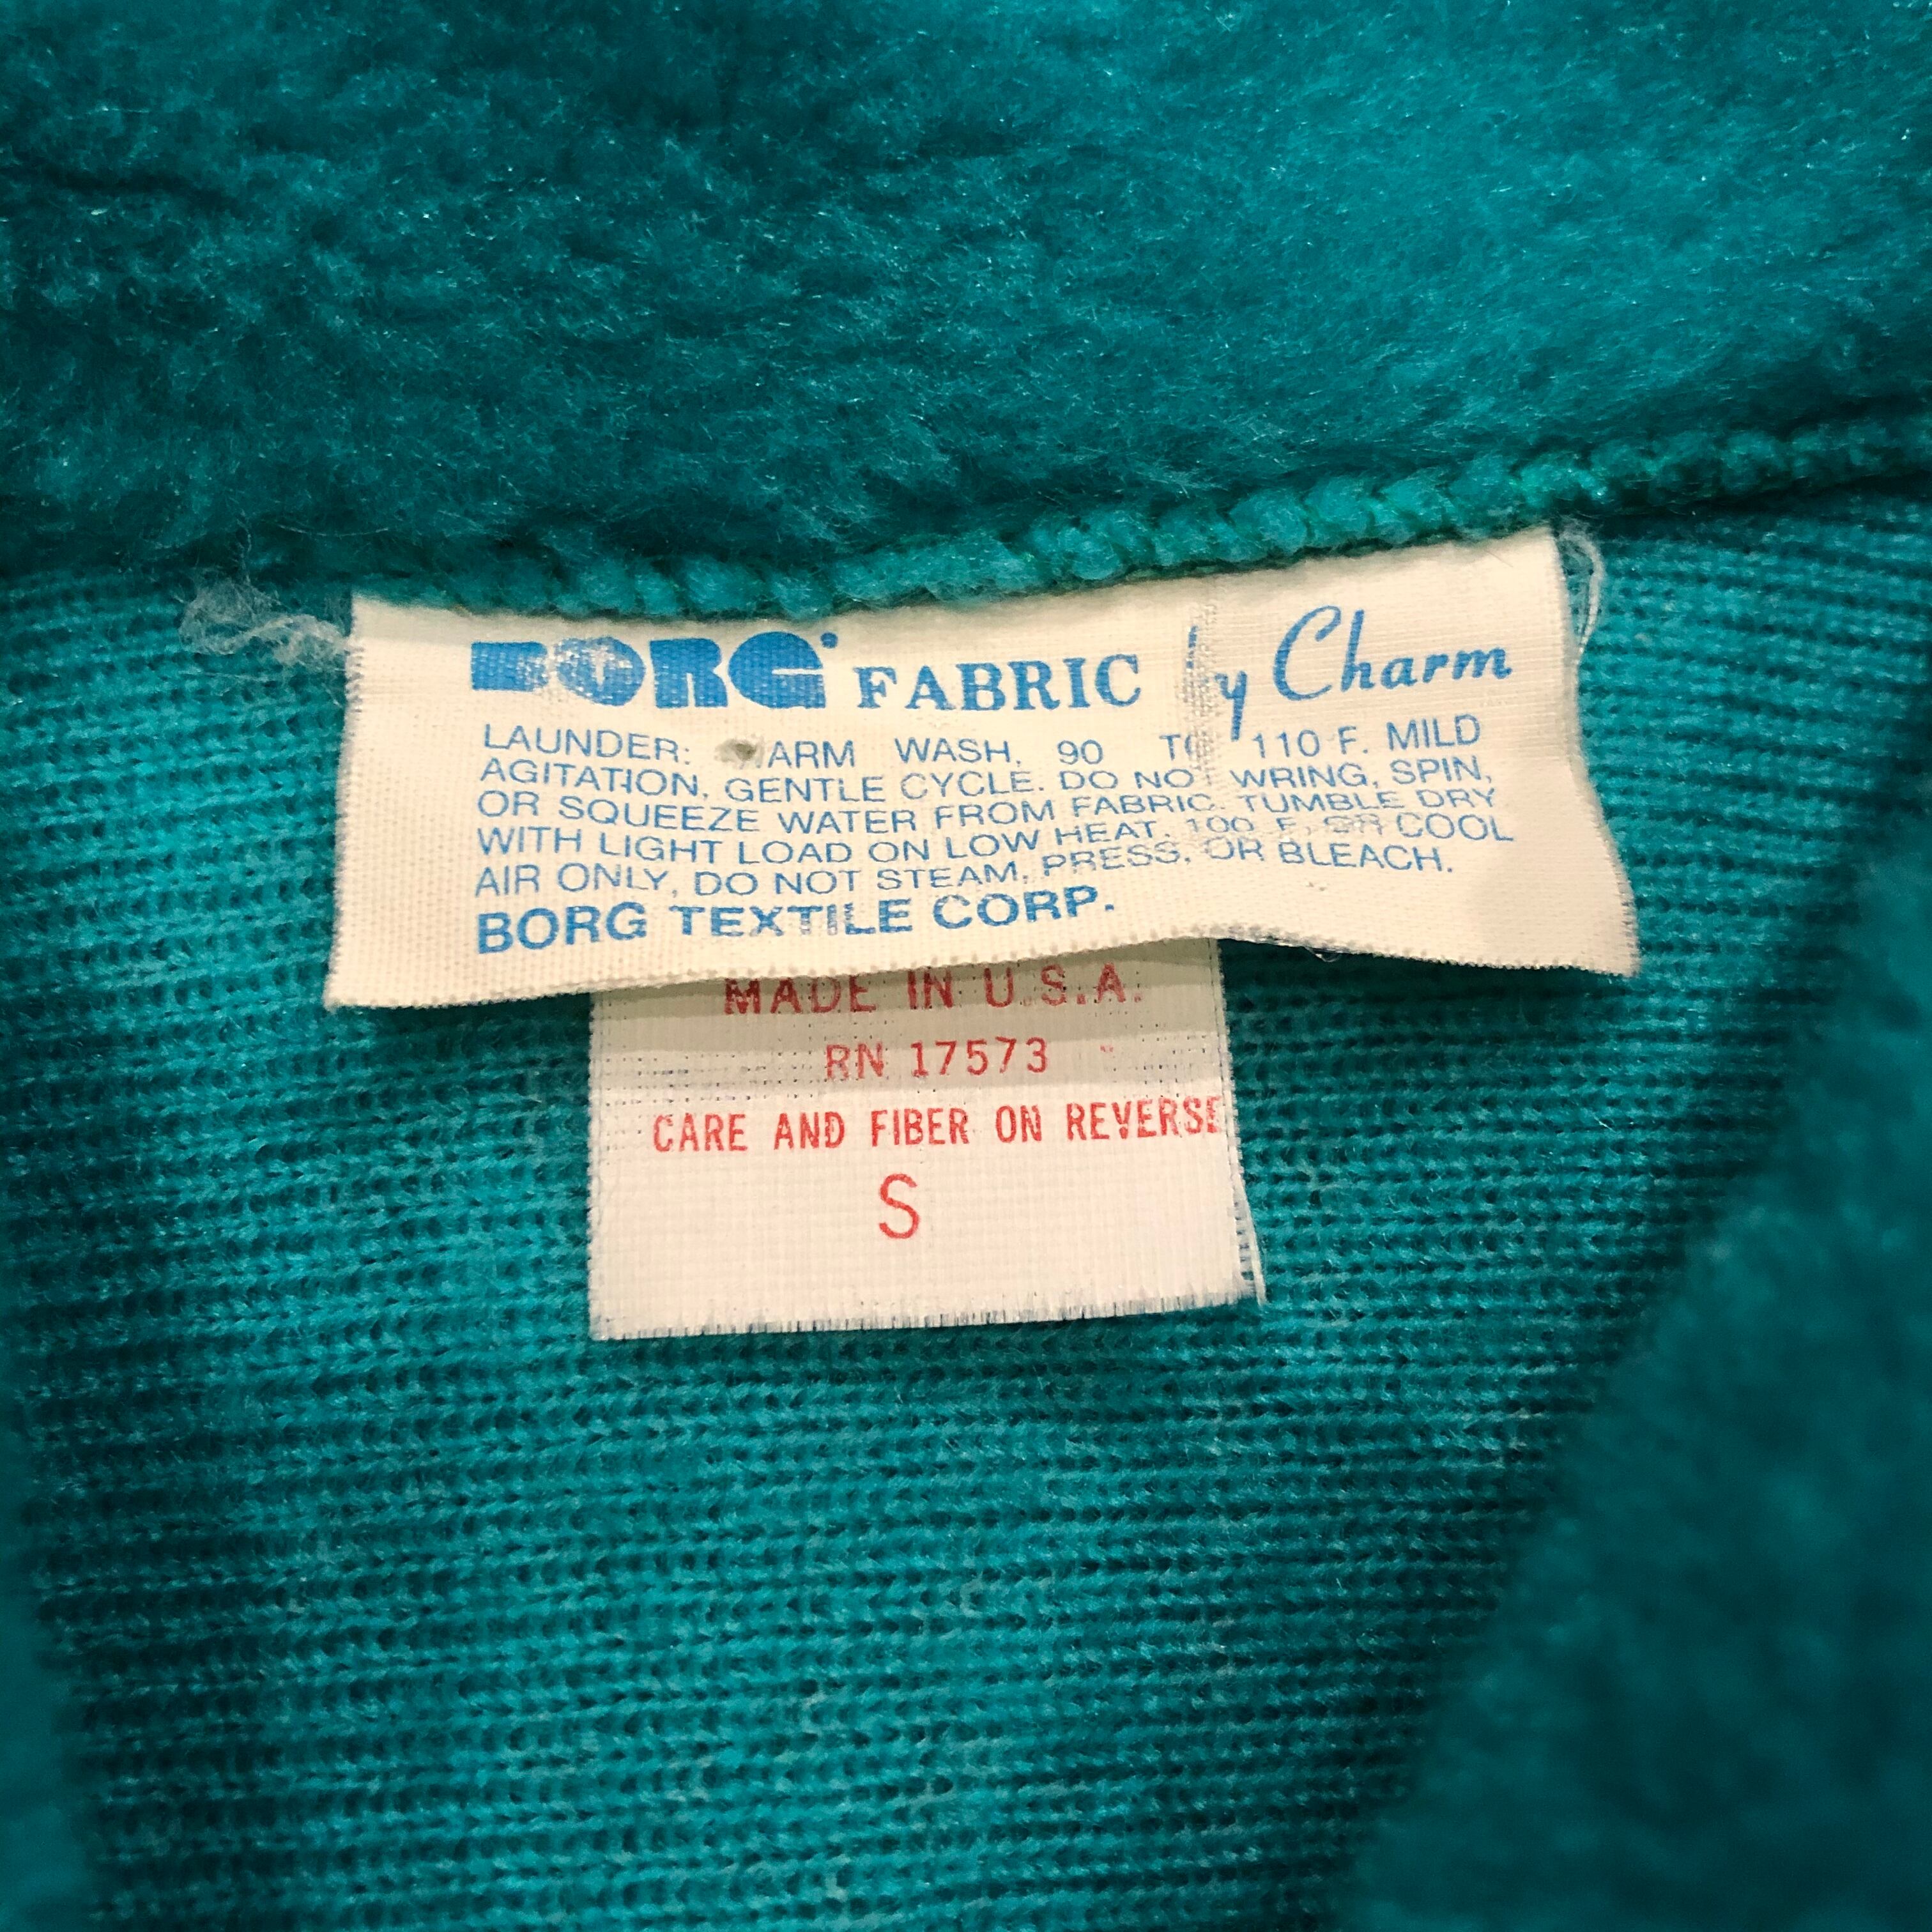 BORG FABRIC by Charm
LAUNDER: WARM WASH, 90 TO 110 F. MILD
AGITATION, GENTLE CYCLE. DO NOT WRING, SPIN,
OR SQUEEZE WATER FROM FABRIC. TUMBLE DRY
WITH LIGHT LOAD ON LOW HEAT, 100 F, OR COOL
AIR ONLY, DO NOT STEAM, PRESS, OR BLEACH.
BORG TEXTILE CORP.
MADE IN U.S.A.
RN 17573
CARE AND FIBER ON REVERSE
S